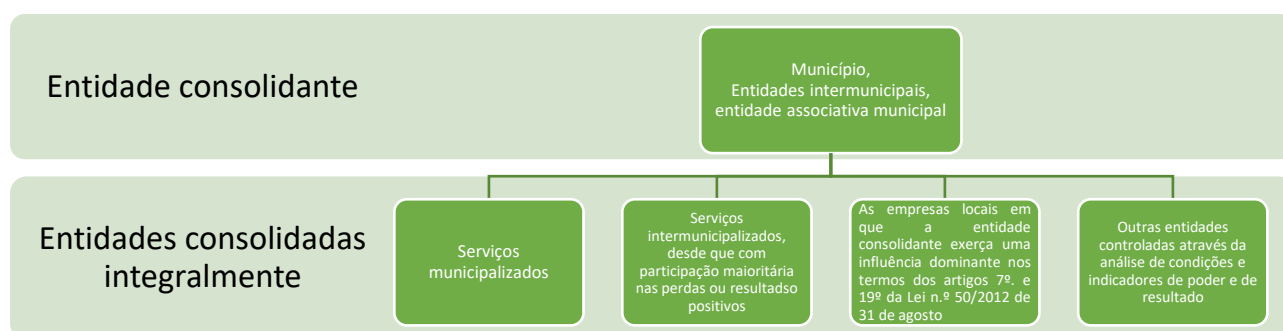 Entidade consolidante
Município,
Entidades intermunicipais,
entidade associativa municipal
Entidades consolidadas
integralmente
Serviços
municipalizados
Serviços
intermunicipalizados,
desde que com
participação maioritária
nas perdas ou resultadso
positivos
As empresas locais em
que a entidade
consolidante exerça uma
influência dominante nos
termos dos artigos 7º. e
19º da Lei n.º 50/2012 de
31 de agosto
Outras entidades
controladas através da
análise de condições e
indicadores de poder e de
resultado